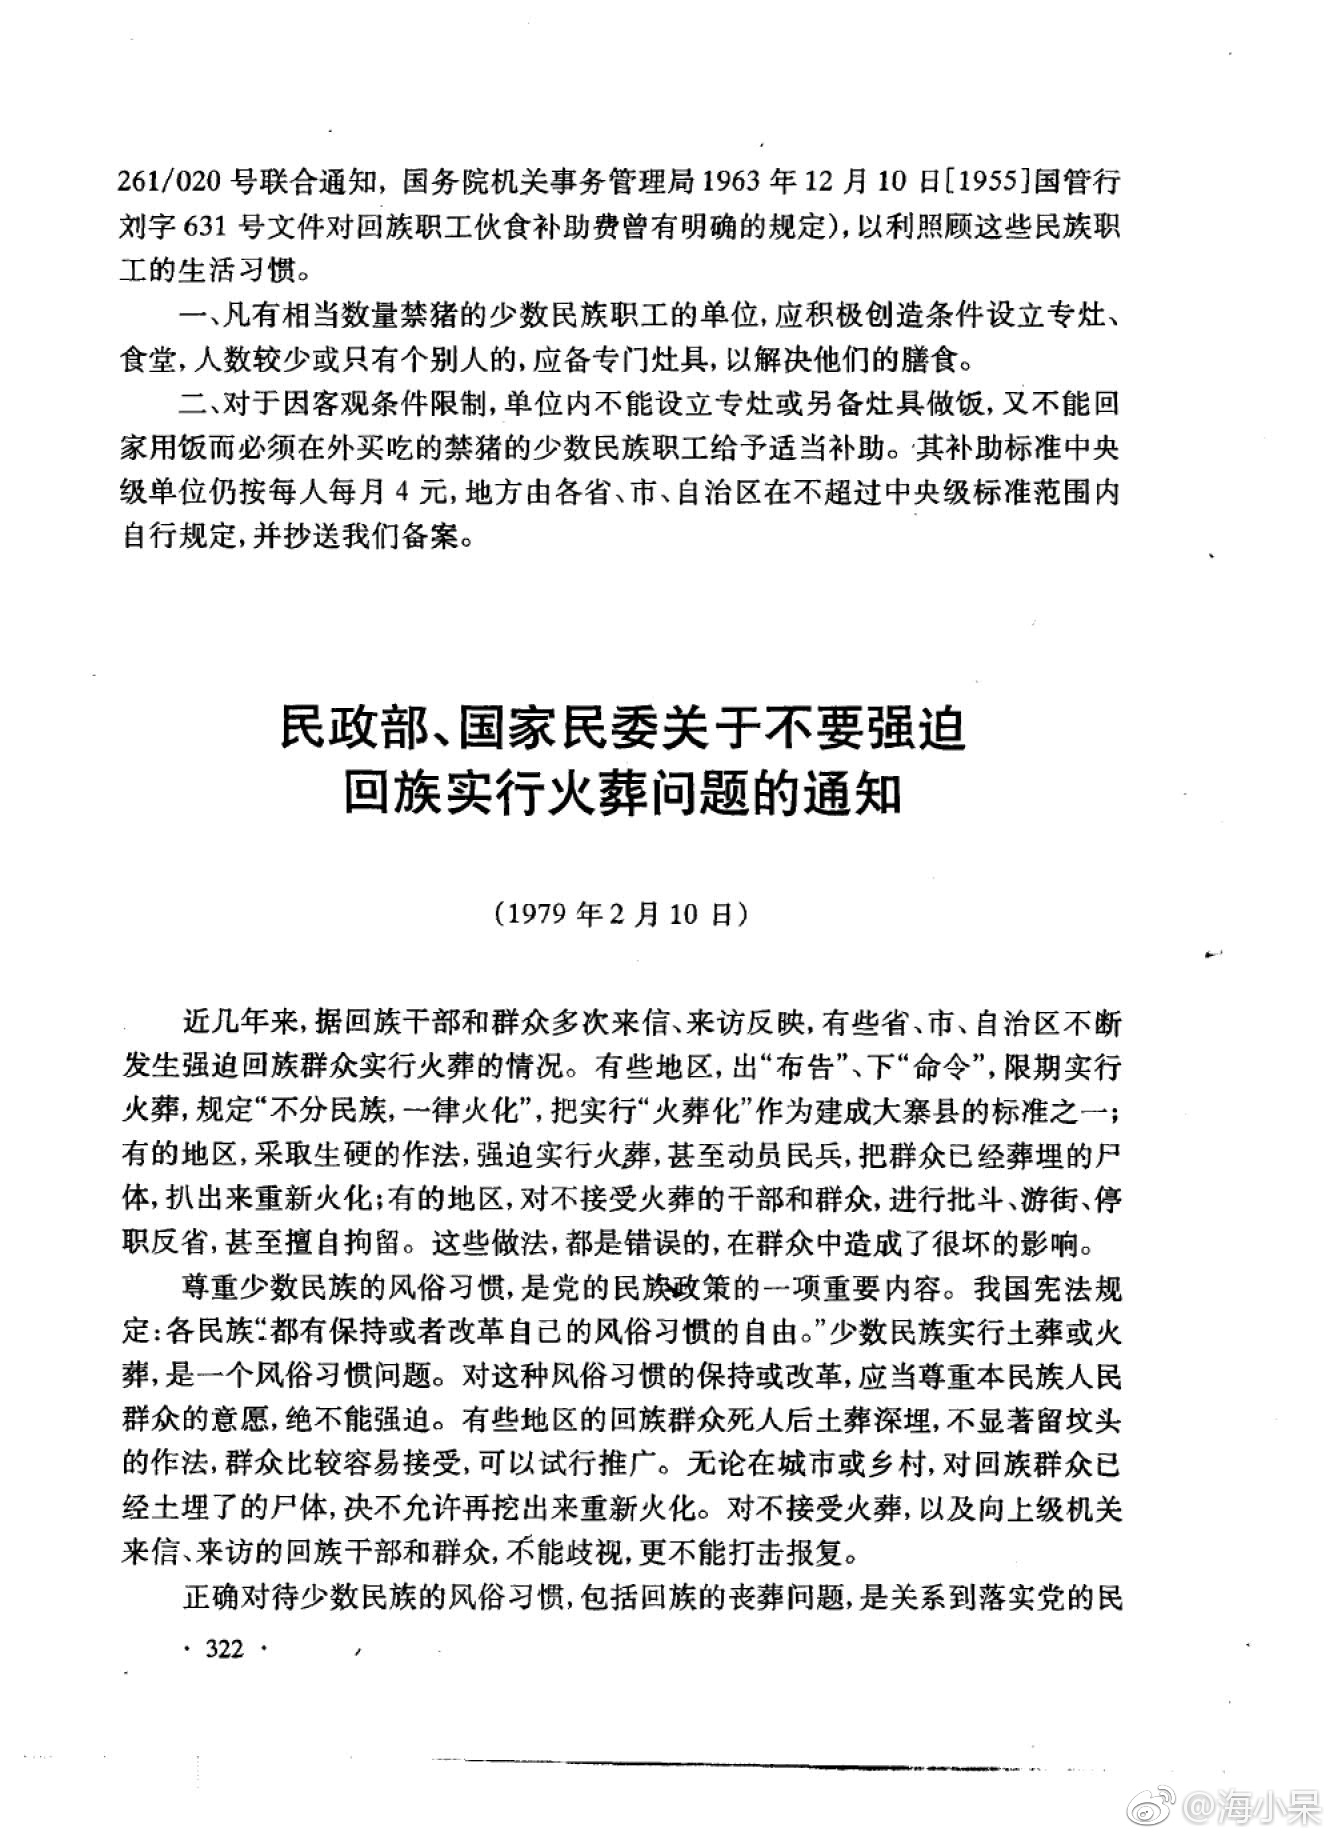 261/020 号联合通知，国务院机关事务管理局1963 年 12 月 10 日[1955]国管行
刘字 631 号文件对回族职工伙食补助费曾有明确的规定)，以利照顾这些民族职
工的生活习惯。
一、凡有相当数量禁猪的少数民族职工的单位，应积极创造条件设立专灶、
食堂，人数较少或只有个别人的，应备专门灶具，以解决他们的膳食。
二、对于因客观条件限制，单位内不能设立专灶或另备灶具做饭，又不能回
家用饭而必须在外买吃的禁猪的少数民族职工给予适当补助。其补助标准中央
级单位仍按每人每月 4 元，地方由各省、市、自治区在不超过中央级标准范围内
自行规定，并抄送我们备案。
民政部、国家民委关于不要强迫
回族实行火葬问题的通知
(1979 年 2 月 10 日)
近几年来，据回族干部和群众多次来信、来访反映，有些省、市、自治区不断
发生强迫回族群众实行火葬的情况。有些地区，出“布告”、下“命令”，限期实行
火葬，规定“不分民族，一律火化”，把实行“火葬化”作为建成大寨县的标准之一；
有的地区，采取生硬的作法，强迫实行火葬，甚至动员民兵，把群众已经葬埋的尸
体，扒出来重新火化；有的地区，对不接受火葬的干部和群众，进行批斗、游街、停
职反省，甚至擅自拘留。这些做法，都是错误的，在群众中造成了很坏的影响。
尊重少数民族的风俗习惯，是党的民族政策的一项重要内容。我国宪法规
定：各民族“都有保持或者改革自己的风俗习惯的自由。”少数民族实行土葬或火
葬，是一个风俗习惯问题。对这种风俗习惯的保持或改革，应当尊重本民族人民
群众的意愿，绝不能强迫。有些地区的回族群众死人后土葬深埋，不显著留坟头
的作法，群众比较容易接受，可以试行推广。无论在城市或乡村，对回族群众已
经土埋了的尸体，决不允许再挖出来重新火化。对不接受火葬，以及向上级机关
来信、来访的回族干部和群众，不能歧视，更不能打击报复。
正确对待少数民族的风俗习惯，包括回族的丧葬问题，是关系到落实党的民
· 322 ·
@海小呆